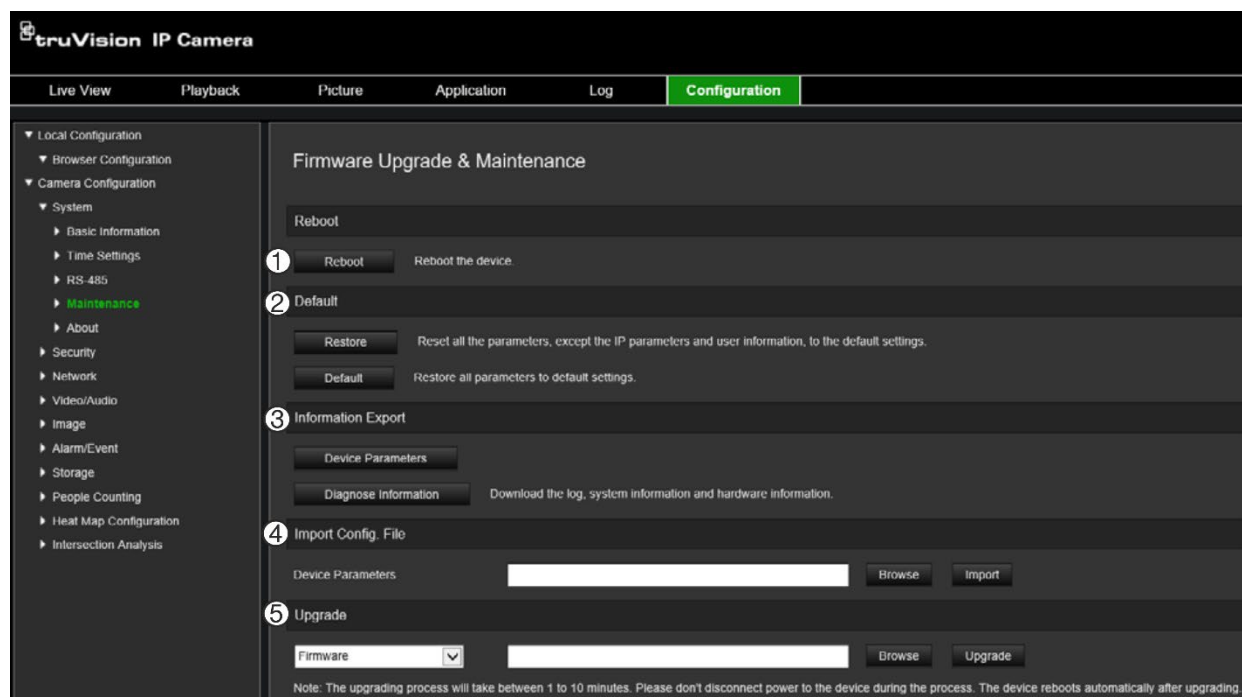 truVision IP Camera
Live View Playback Picture Application Log Configuration
Local Configuration
Browser Configuration
Camera Configuration
System
Basic Information
Time Settings
RS-485
Maintenance
About
Security
Network
Video/Audio
Image
Alarm/Event
Storage
People Counting
Heat Map Configuration
Intersection Analysis
Firmware Upgrade & Maintenance
Reboot
1 Reboot Reboot the device.
2 Default
Restore Reset all the parameters, except the IP parameters and user information, to the default settings.
Default Restore all parameters to default settings.
3 Information Export
Device Parameters
Diagnose Information Download the log, system information and hardware information.
4 Import Config. File
Device Parameters Browse Import
5 Upgrade
Firmware Browse Upgrade
Note: The upgrading process will take between 1 to 10 minutes. Please don't disconnect power to the device during the process. The device reboots automatically after upgrading